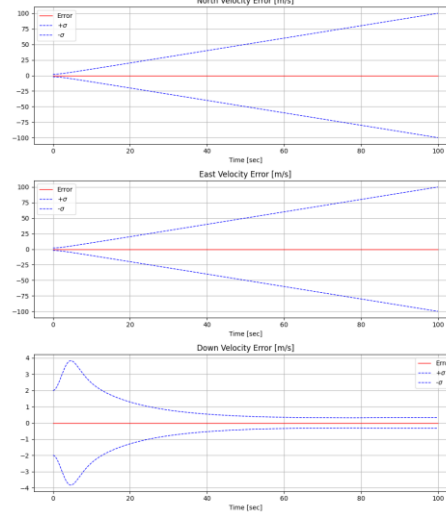 North Velocity Error [m/s]
100
75
50
25
0
−25
−50
−75
−100
Error
+σ
-σ
0 20 40 60 80 100
Time [sec]
East Velocity Error [m/s]
100
75
50
25
0
−25
−50
−75
−100
Error
+σ
-σ
0 20 40 60 80 100
Time [sec]
Down Velocity Error [m/s]
4
3
2
1
0
−1
−2
−3
−4
Err
+σ
-σ
0 20 40 60 80 100
Time [sec]